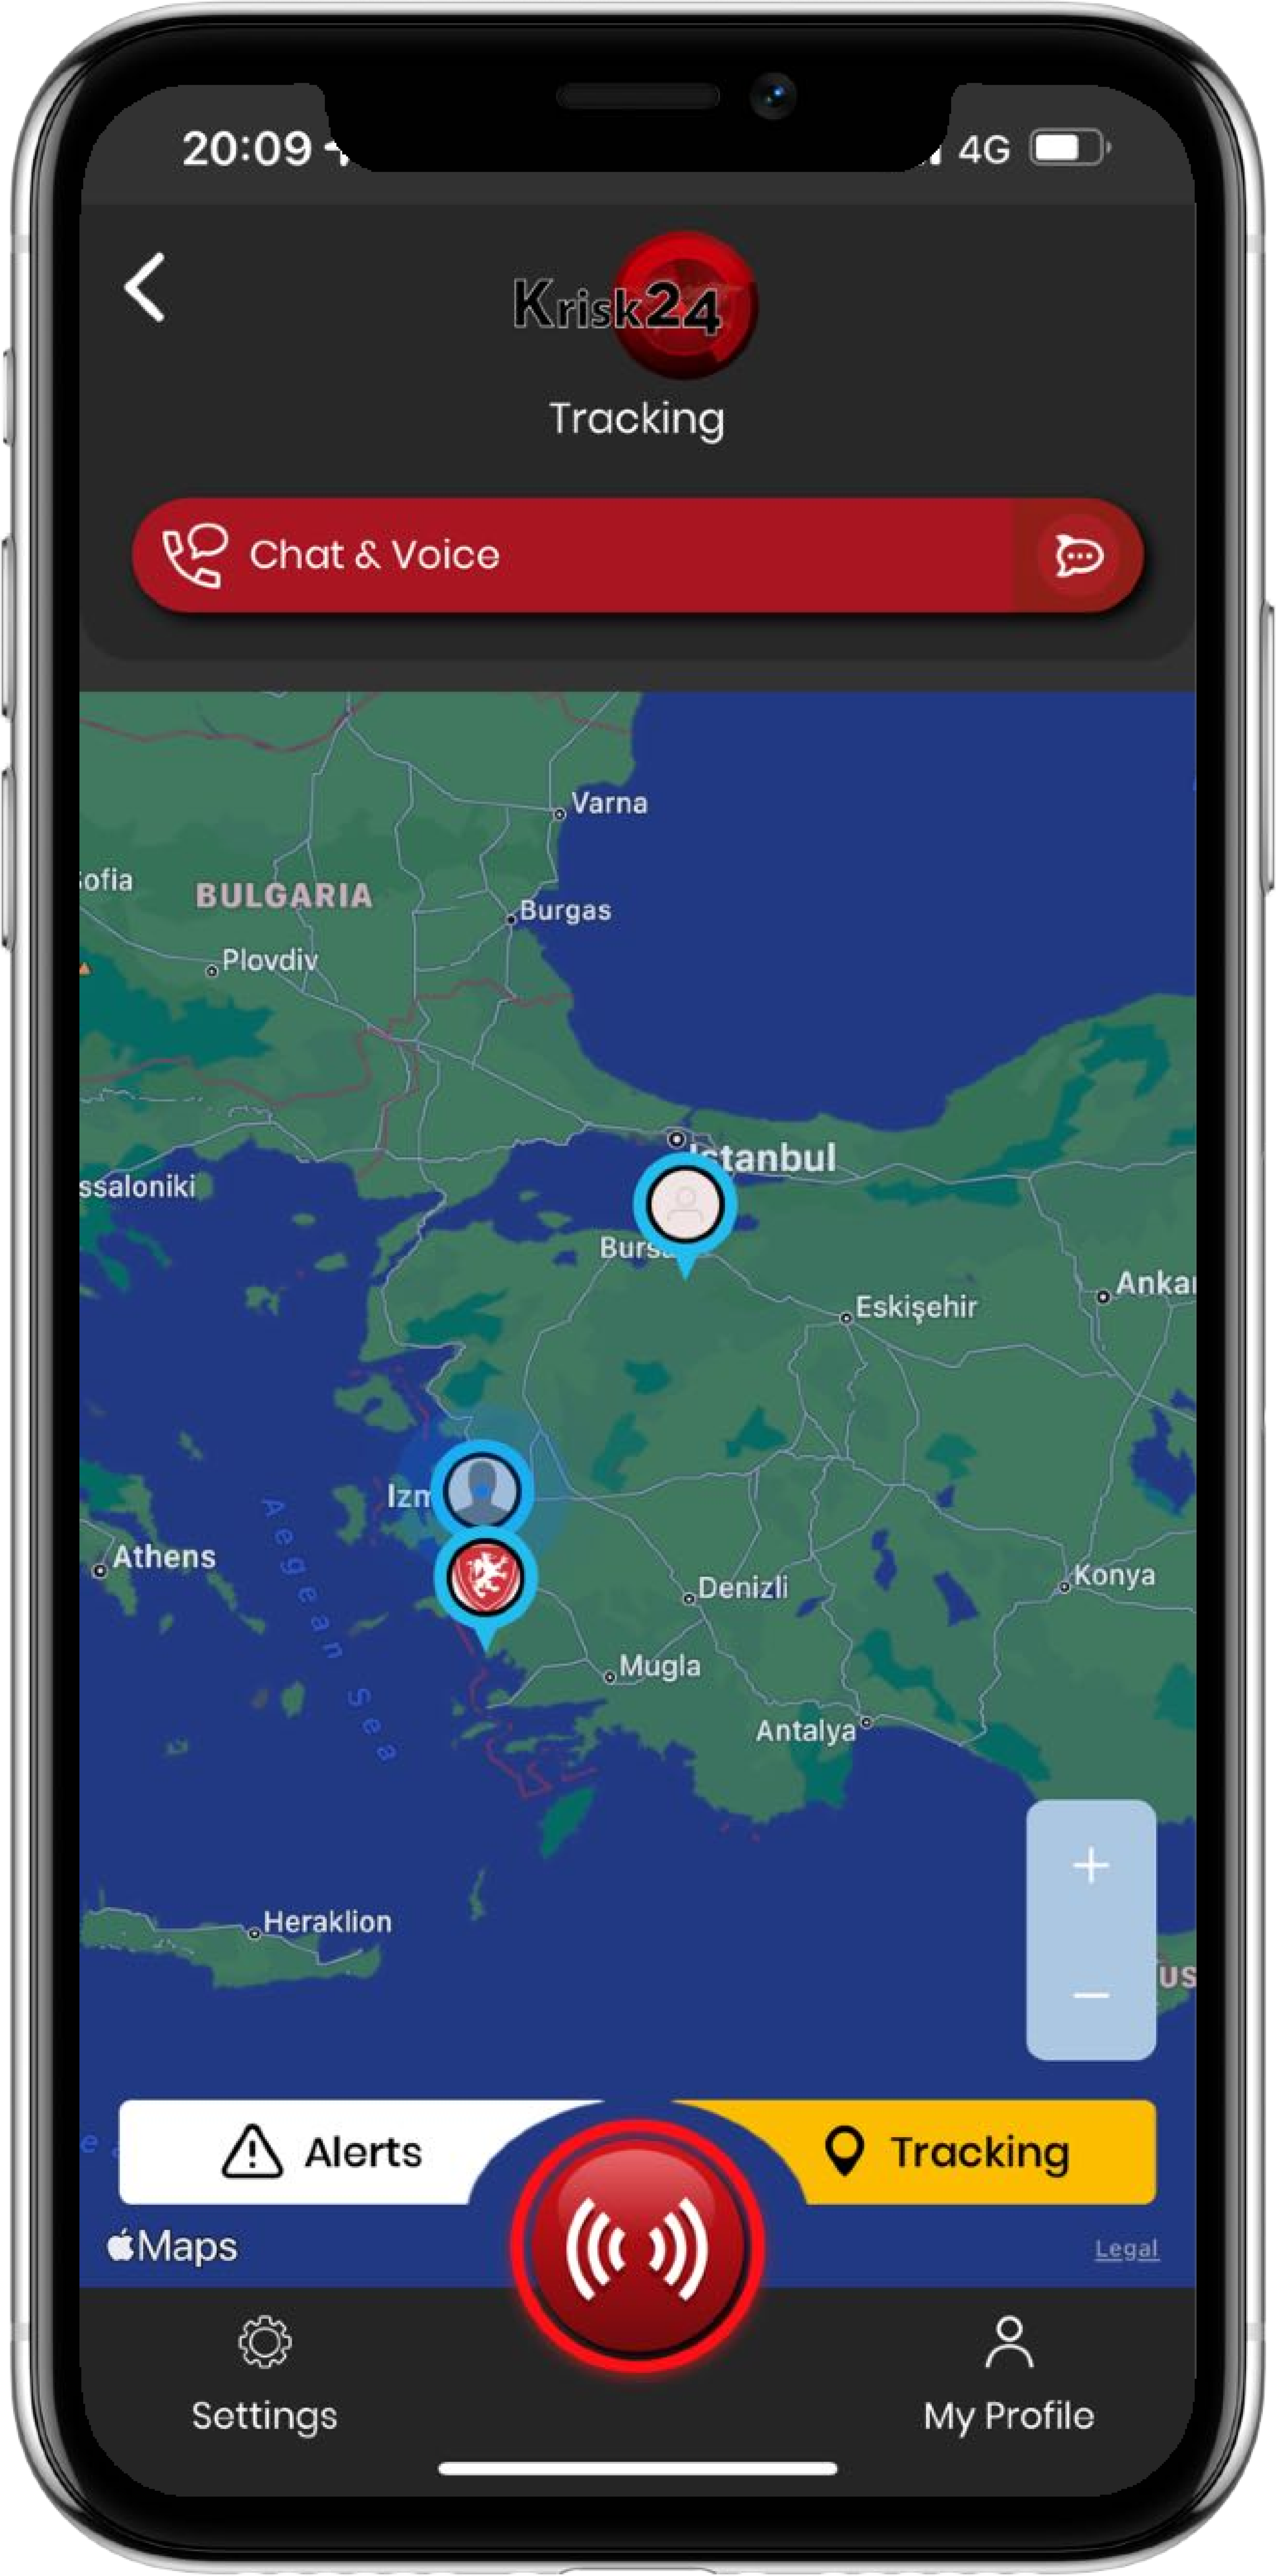 20:09
4G
Krisk24
Tracking
Chat & Voice
Varna
ofia
BULGARIA
Burgas
Plovdiv
Istanbul
ssaloniki
Burs
Eskişehir
Anka
Izm
Athens
Aegean Sea
Denizli
Konya
Mugla
Antalya
Heraklion
US
+
−
Alerts
Tracking
Maps
Legal
Settings
My Profile